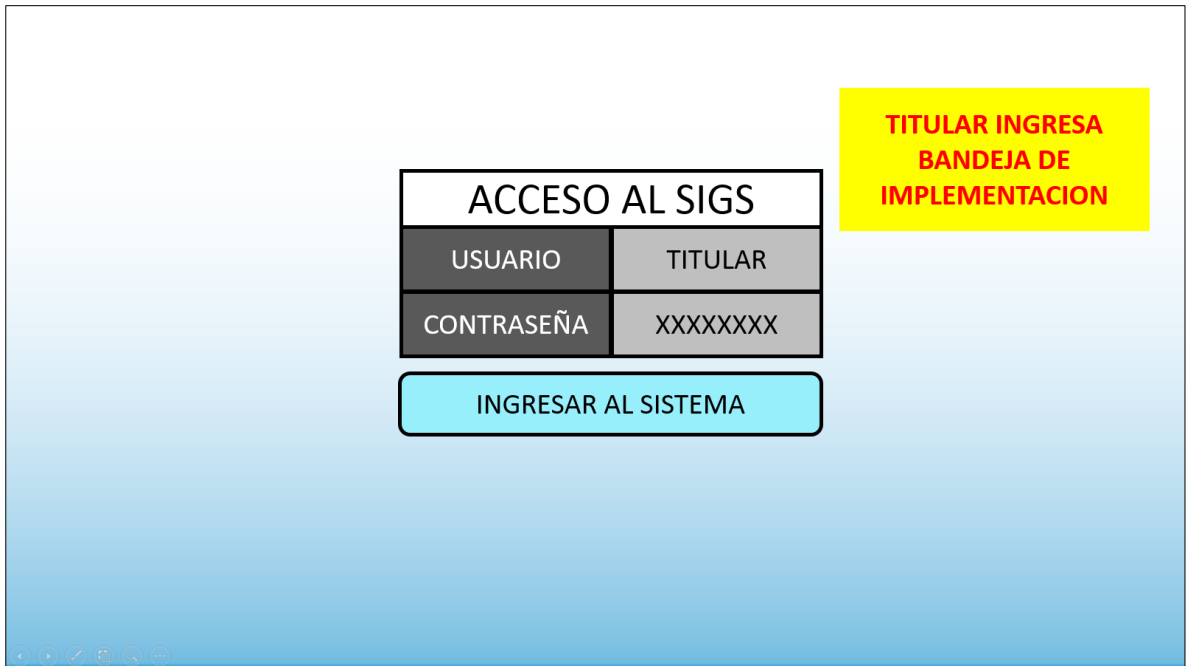 TITULAR INGRESA
BANDEJA DE
IMPLEMENTACION
ACCESO AL SIGS
USUARIO TITULAR
CONTRASEÑA XXXXXXXX
INGRESAR AL SISTEMA